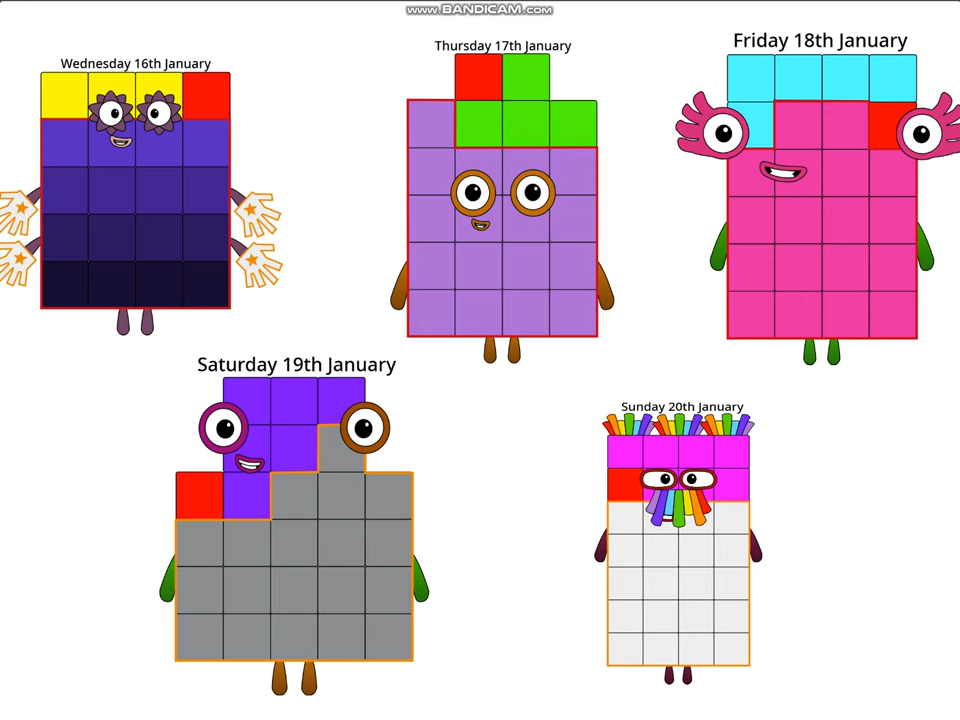 www.BANDICAM.com
Wednesday 16th January
Thursday 17th January
Friday 18th January
Saturday 19th January
Sunday 20th January